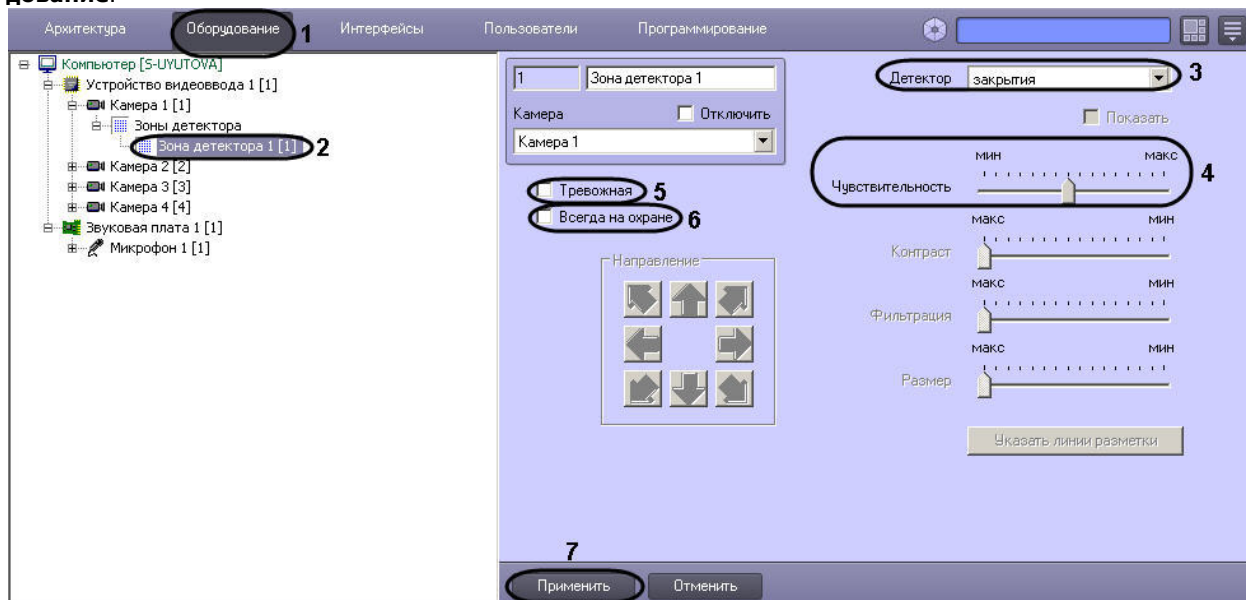 дование.
Архитектура Оборудование 1 Интерфейсы Пользователи Программирование
Компьютер [S-UYUTOVA]
Устройство видеоввода 1 [1]
Камера 1 [1]
Зоны детектора
Зона детектора 1 [1] 2
Камера 2 [2]
Камера 3 [3]
Камера 4 [4]
Звуковая плата 1 [1]
Микрофон 1 [1]
1 Зона детектора 1
Камера Отключить
Камера 1
Тревожная 5
Всегда на охране 6
Направление
Детектор закрытия 3
Показать
мин макс
Чувствительность 4
макс мин
Контраст
макс мин
Фильтрация
макс мин
Размер
Указать линии разметки
7
Применить Отменить